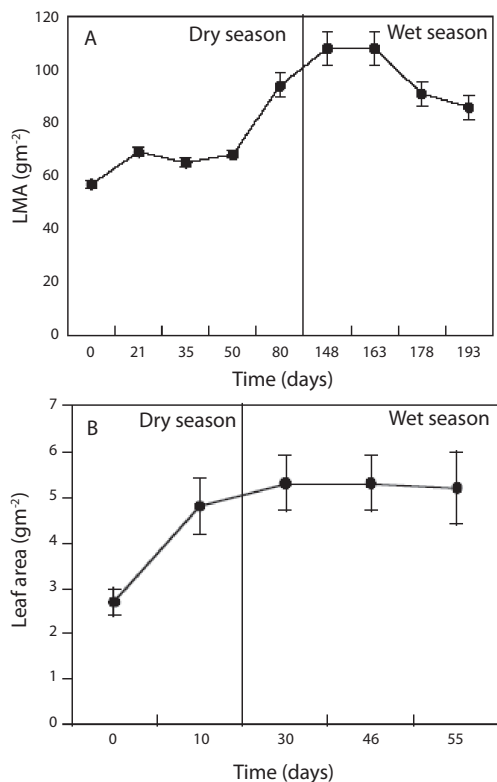 120
A
Dry season
Wet season
100
80
60
40
20
0
LMA (gm-2)
0 21 35 50 80 148 163 178 193
Time (days)
7
B
Dry season
Wet season
6
5
4
3
2
1
0
Leaf area (gm-2)
0 10 30 46 55
Time (days)